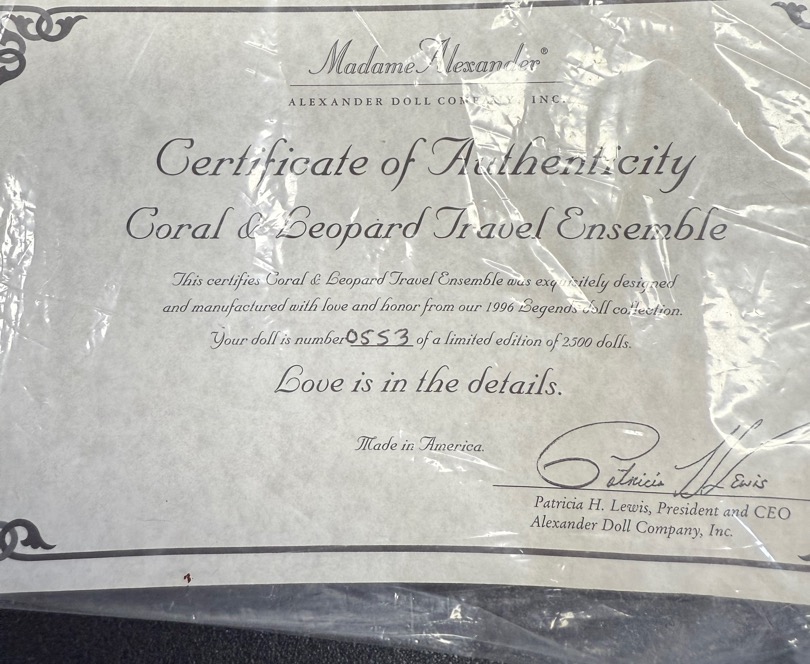 Madame Alexander®
ALEXANDER DOLL COMPANY, INC.
Certificate of Authenticity
Coral & Leopard Travel Ensemble
This certifies Coral & Leopard Travel Ensemble was exquisitely designed
and manufactured with love and honor from our 1996 Legends doll collection.
Your doll is number 0553 of a limited edition of 2500 dolls.
Love is in the details.
Made in America.
Patricia H. Lewis
Patricia H. Lewis, President and CEO
Alexander Doll Company, Inc.